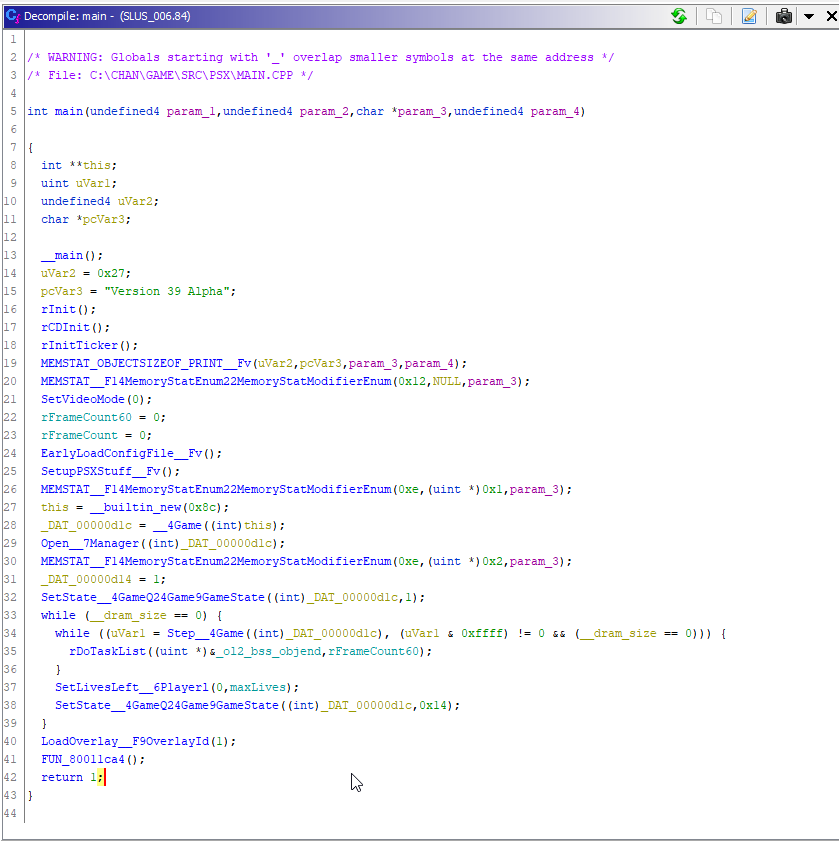 Decompile: main - (SLUS_006.84)
1
2 /* WARNING: Globals starting with '_' overlap smaller symbols at the same address */
3 /* File: C:\CHAN\GAME\SRC\PSX\MAIN.CPP */
4
5 int main(undefined4 param_1,undefined4 param_2,char *param_3,undefined4 param_4)
6
7 {
8   int **this;
9   uint uVar1;
10   undefined4 uVar2;
11   char *pcVar3;
12
13   __main();
14   uVar2 = 0x27;
15   pcVar3 = "Version 39 Alpha";
16   rInit();
17   rCDInit();
18   rInitTicker();
19   MEMSTAT_OBJECTSIZEOF_PRINT__Fv(uVar2,pcVar3,param_3,param_4);
20   MEMSTAT__F14MemoryStatEnum22MemoryStatModifierEnum(0x12,NULL,param_3);
21   SetVideoMode(0);
22   rFrameCount60 = 0;
23   rFrameCount = 0;
24   EarlyLoadConfigFile__Fv();
25   SetupPSXStuff__Fv();
26   MEMSTAT__F14MemoryStatEnum22MemoryStatModifierEnum(0xe,(uint *)0x1,param_3);
27   this = __builtin_new(0x8c);
28   _DAT_00000d1c = __4Game((int)this);
29   Open__7Manager((int)_DAT_00000d1c);
30   MEMSTAT__F14MemoryStatEnum22MemoryStatModifierEnum(0xe,(uint *)0x2,param_3);
31   _DAT_00000d14 = 1;
32   SetState__4GameQ24Game9GameState((int)_DAT_00000d1c,1);
33   while (__dram_size == 0) {
34     while ((uVar1 = Step__4Game((int)_DAT_00000d1c), (uVar1 & 0xffff) != 0 && (__dram_size == 0))) {
35       rDoTaskList((uint *)&_ol2_bss_objend,rFrameCount60);
36     }
37     SetLivesLeft__6Playerl(0,maxLives);
38     SetState__4GameQ24Game9GameState((int)_DAT_00000d1c,0x14);
39   }
40   LoadOverlay__F9OverlayId(1);
41   FUN_80011ca4();
42   return 1;
43 }
44